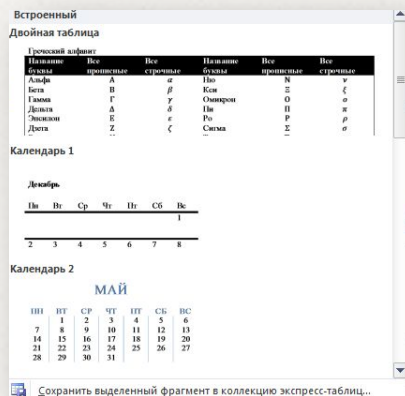 Встроенный
Двойная таблица
Греческий алфавит
Название буквы Все прописные Все строчные Название буквы Все прописные Все строчные
Альфа Α α Ню Ν ν
Бета Β β Кси Ξ ξ
Гамма Γ γ Омикрон Ο ο
Дельта Δ δ Пи Π π
Эпсилон Ε ε Ро Ρ ρ
Дзета Ζ ζ Сигма Σ σ
Календарь 1
Декабрь
Пн Вт Ср Чт Пт Сб Вс
1
2 3 4 5 6 7 8
Календарь 2
МАЙ
ПН ВТ СР ЧТ ПТ СБ ВС
1 2 3 4 5 6
7 8 9 10 11 12 13
14 15 16 17 18 19 20
21 22 23 24 25 26 27
28 29 30 31
Сохранить выделенный фрагмент в коллекцию экспресс-таблиц...